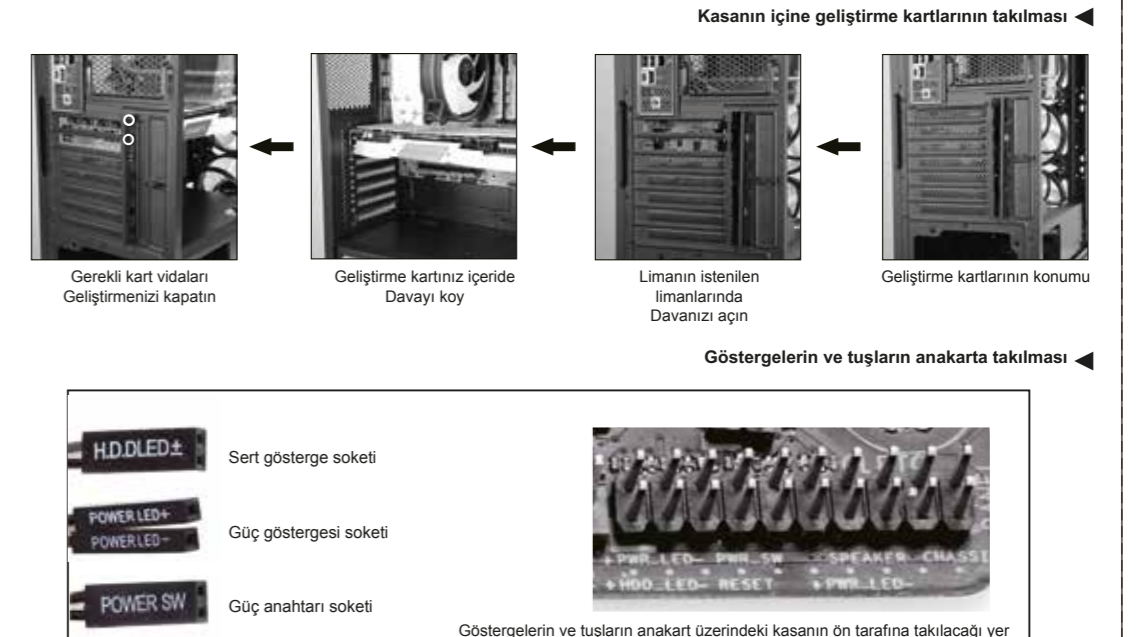 Kasanın içine geliştirme kartlarının takılması
Gerekli kart vidaları
Geliştirmenizi kapatın
Geliştirme kartınız içeride
Davayı koy
Limanın istenilen
limanlarında
Davanızı açın
Geliştirme kartlarının konumu
Göstergelerin ve tuşların anakarta takılması
H.D.DLED±
Sert gösterge soketi
POWER LED+
POWER LED-
Güç göstergesi soketi
POWER SW
Güç anahtarı soketi
+PWR_LED- PWR_SW SPEAKER CHASSI
+HDD_LED- RESET +PWR_LED-
Göstergelerin ve tuşların anakart üzerindeki kasanın ön tarafına takılacağı yer